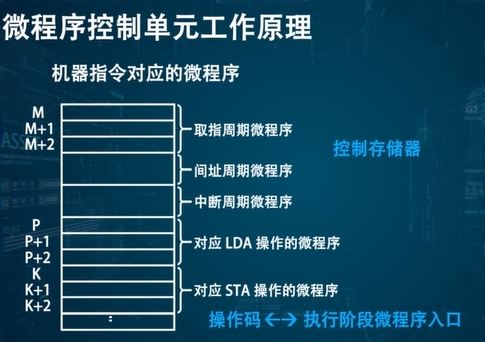 微程序控制单元工作原理
机器指令对应的微程序
M
M+1
M+2
取指周期微程序
控制存储器
间址周期微程序
中断周期微程序
P
P+1
P+2
对应 LDA 操作的微程序
K
K+1
K+2
对应 STA 操作的微程序
⋮
操作码 ←→ 执行阶段微程序入口